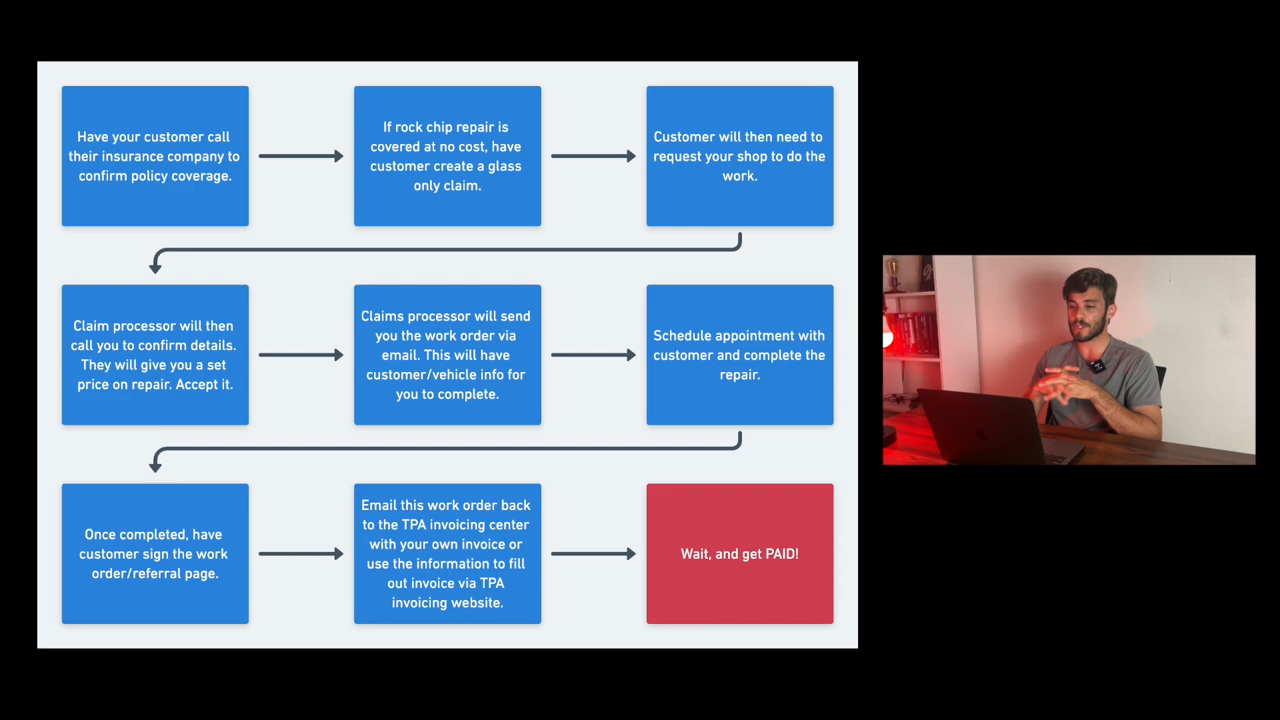 Have your customer call
their insurance company to
confirm policy coverage.
If rock chip repair is
covered at no cost, have
customer create a glass
only claim.
Customer will then need to
request your shop to do the
work.
Claim processor will then
call you to confirm details.
They will give you a set
price on repair. Accept it.
Claims processor will send
you the work order via
email. This will have
customer/vehicle info for
you to complete.
Schedule appointment with
customer and complete the
repair.
Once completed, have
customer sign the work
order/referral page.
Email this work order back
to the TPA invoicing center
with your own invoice or
use the information to fill
out invoice via TPA
invoicing website.
Wait, and get PAID!